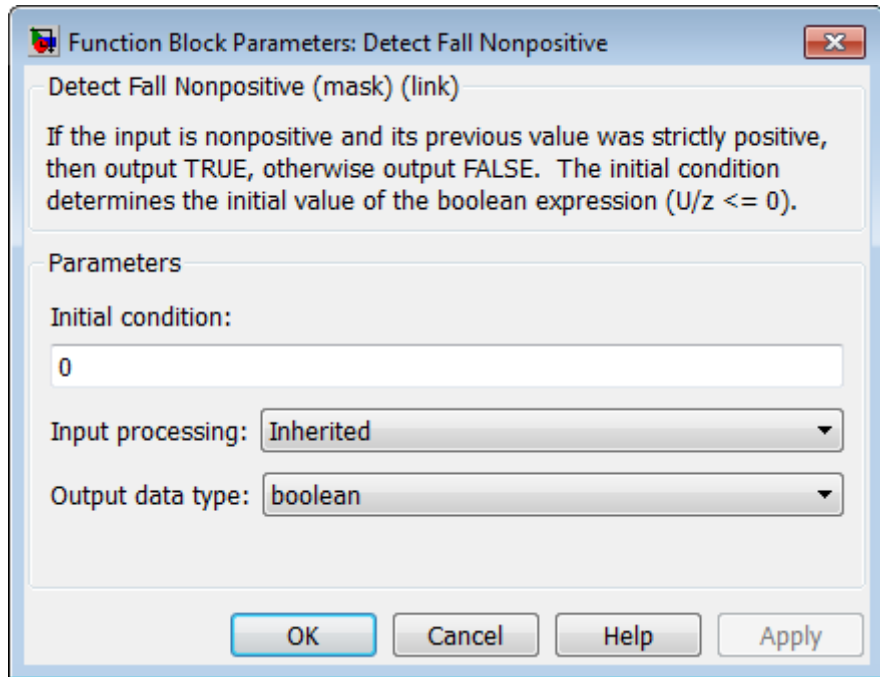 Function Block Parameters: Detect Fall Nonpositive
Detect Fall Nonpositive (mask) (link)
If the input is nonpositive and its previous value was strictly positive,
then output TRUE, otherwise output FALSE.  The initial condition
determines the initial value of the boolean expression (U/z <= 0).
Parameters
Initial condition:
0
Input processing: Inherited
Output data type: boolean
OK Cancel Help Apply